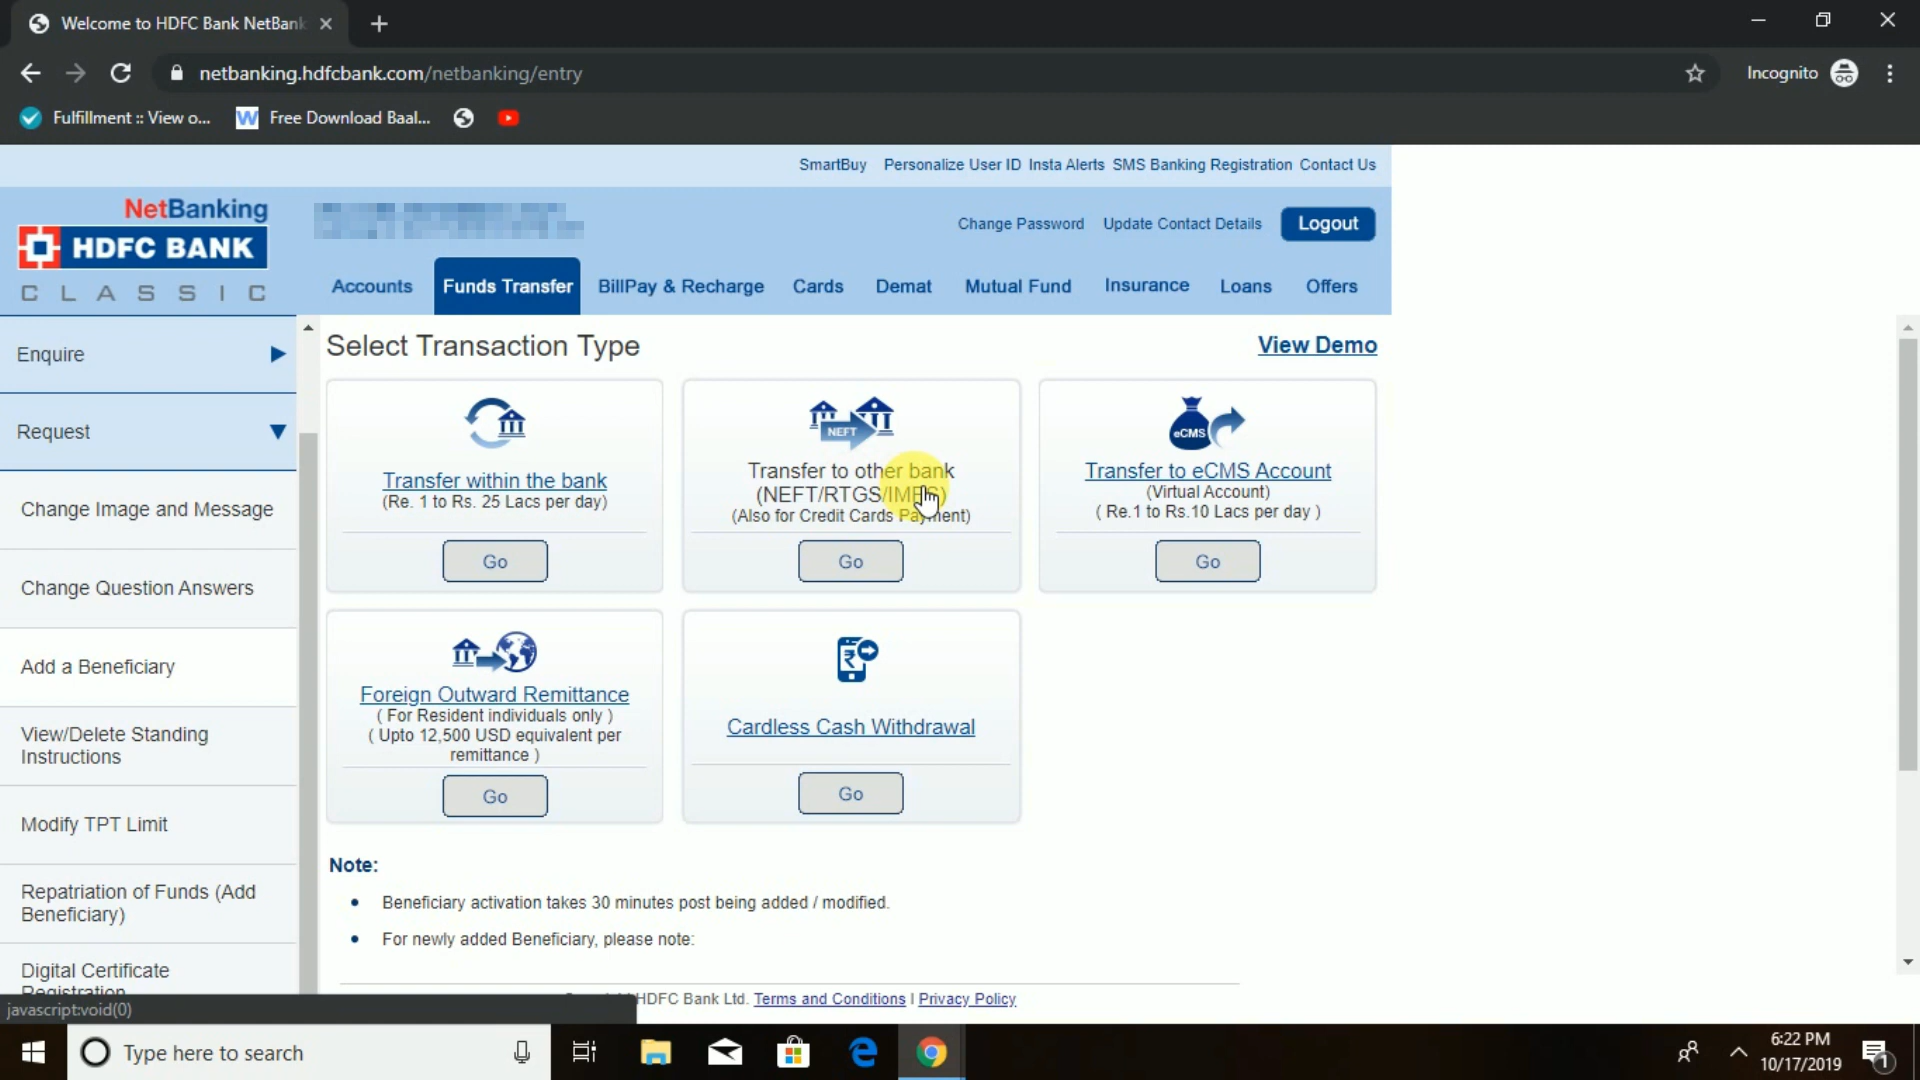 Welcome to HDFC Bank NetBank
netbanking.hdfcbank.com/netbanking/entry
Incognito
Fulfillment :: View o...
W
Free Download Baal...
SmartBuy
Personalize User ID
Insta Alerts
SMS Banking Registration
Contact Us
NetBanking
HDFC BANK
CLASSIC
Change Password
Update Contact Details
Logout
Accounts
Funds Transfer
BillPay & Recharge
Cards
Demat
Mutual Fund
Insurance
Loans
Offers
Enquire
Request
Change Image and Message
Change Question Answers
Add a Beneficiary
View/Delete Standing
Instructions
Modify TPT Limit
Repatriation of Funds (Add
Beneficiary)
Digital Certificate
Registration
Select Transaction Type
View Demo
Transfer within the bank
(Re. 1 to Rs. 25 Lacs per day)
Go
NEFT
Transfer to other bank
(NEFT/RTGS/IMPS)
(Also for Credit Cards Payment)
Go
eCMS
Transfer to eCMS Account
(Virtual Account)
( Re.1 to Rs.10 Lacs per day )
Go
Foreign Outward Remittance
( For Resident individuals only )
( Upto 12,500 USD equivalent per
remittance )
Go
Cardless Cash Withdrawal
Go
Note:
Beneficiary activation takes 30 minutes post being added / modified.
For newly added Beneficiary, please note:
HDFC Bank Ltd. Terms and Conditions | Privacy Policy
javascript:void(0)
Type here to search
6:22 PM
10/17/2019
1